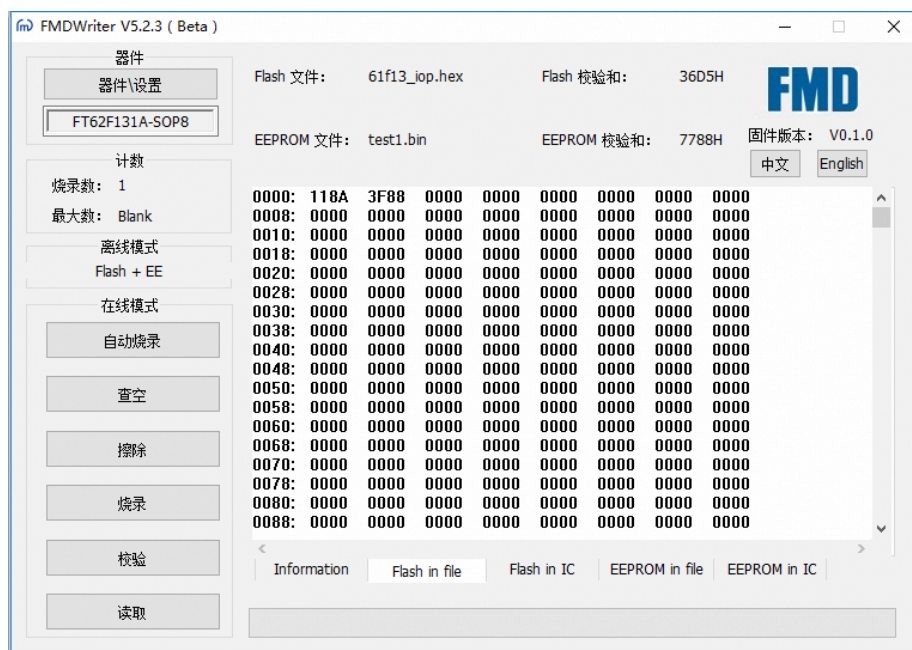 FMDWriter V5.2.3 ( Beta )
器件
器件\设置
FT62F131A-SOP8
计数
烧录数： 1
最大数： Blank
离线模式
Flash + EE
在线模式
自动烧录
查空
擦除
烧录
校验
读取
Flash 文件： 61f13_iop.hex Flash 校验和： 36D5H
EEPROM 文件： test1.bin EEPROM 校验和： 7788H
FMD
固件版本： V0.1.0
中文 English
0000: 118A 3F88 0000 0000 0000 0000 0000 0000
0008: 0000 0000 0000 0000 0000 0000 0000 0000
0010: 0000 0000 0000 0000 0000 0000 0000 0000
0018: 0000 0000 0000 0000 0000 0000 0000 0000
0020: 0000 0000 0000 0000 0000 0000 0000 0000
0028: 0000 0000 0000 0000 0000 0000 0000 0000
0030: 0000 0000 0000 0000 0000 0000 0000 0000
0038: 0000 0000 0000 0000 0000 0000 0000 0000
0040: 0000 0000 0000 0000 0000 0000 0000 0000
0048: 0000 0000 0000 0000 0000 0000 0000 0000
0050: 0000 0000 0000 0000 0000 0000 0000 0000
0058: 0000 0000 0000 0000 0000 0000 0000 0000
0060: 0000 0000 0000 0000 0000 0000 0000 0000
0068: 0000 0000 0000 0000 0000 0000 0000 0000
0070: 0000 0000 0000 0000 0000 0000 0000 0000
0078: 0000 0000 0000 0000 0000 0000 0000 0000
0080: 0000 0000 0000 0000 0000 0000 0000 0000
0088: 0000 0000 0000 0000 0000 0000 0000 0000
Information Flash in file Flash in IC EEPROM in file EEPROM in IC